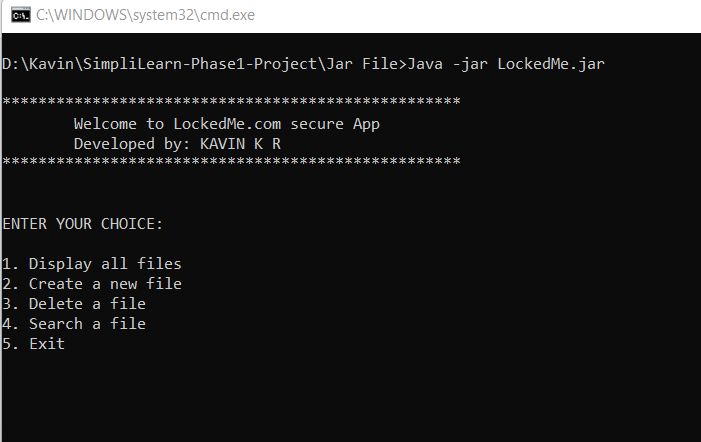 C:\WINDOWS\system32\cmd.exe
D:\Kavin\SimpliLearn-Phase1-Project\Jar File>Java -jar LockedMe.jar
***************************************************
Welcome to LockedMe.com secure App
Developed by: KAVIN K R
***************************************************
ENTER YOUR CHOICE:
1. Display all files
2. Create a new file
3. Delete a file
4. Search a file
5. Exit